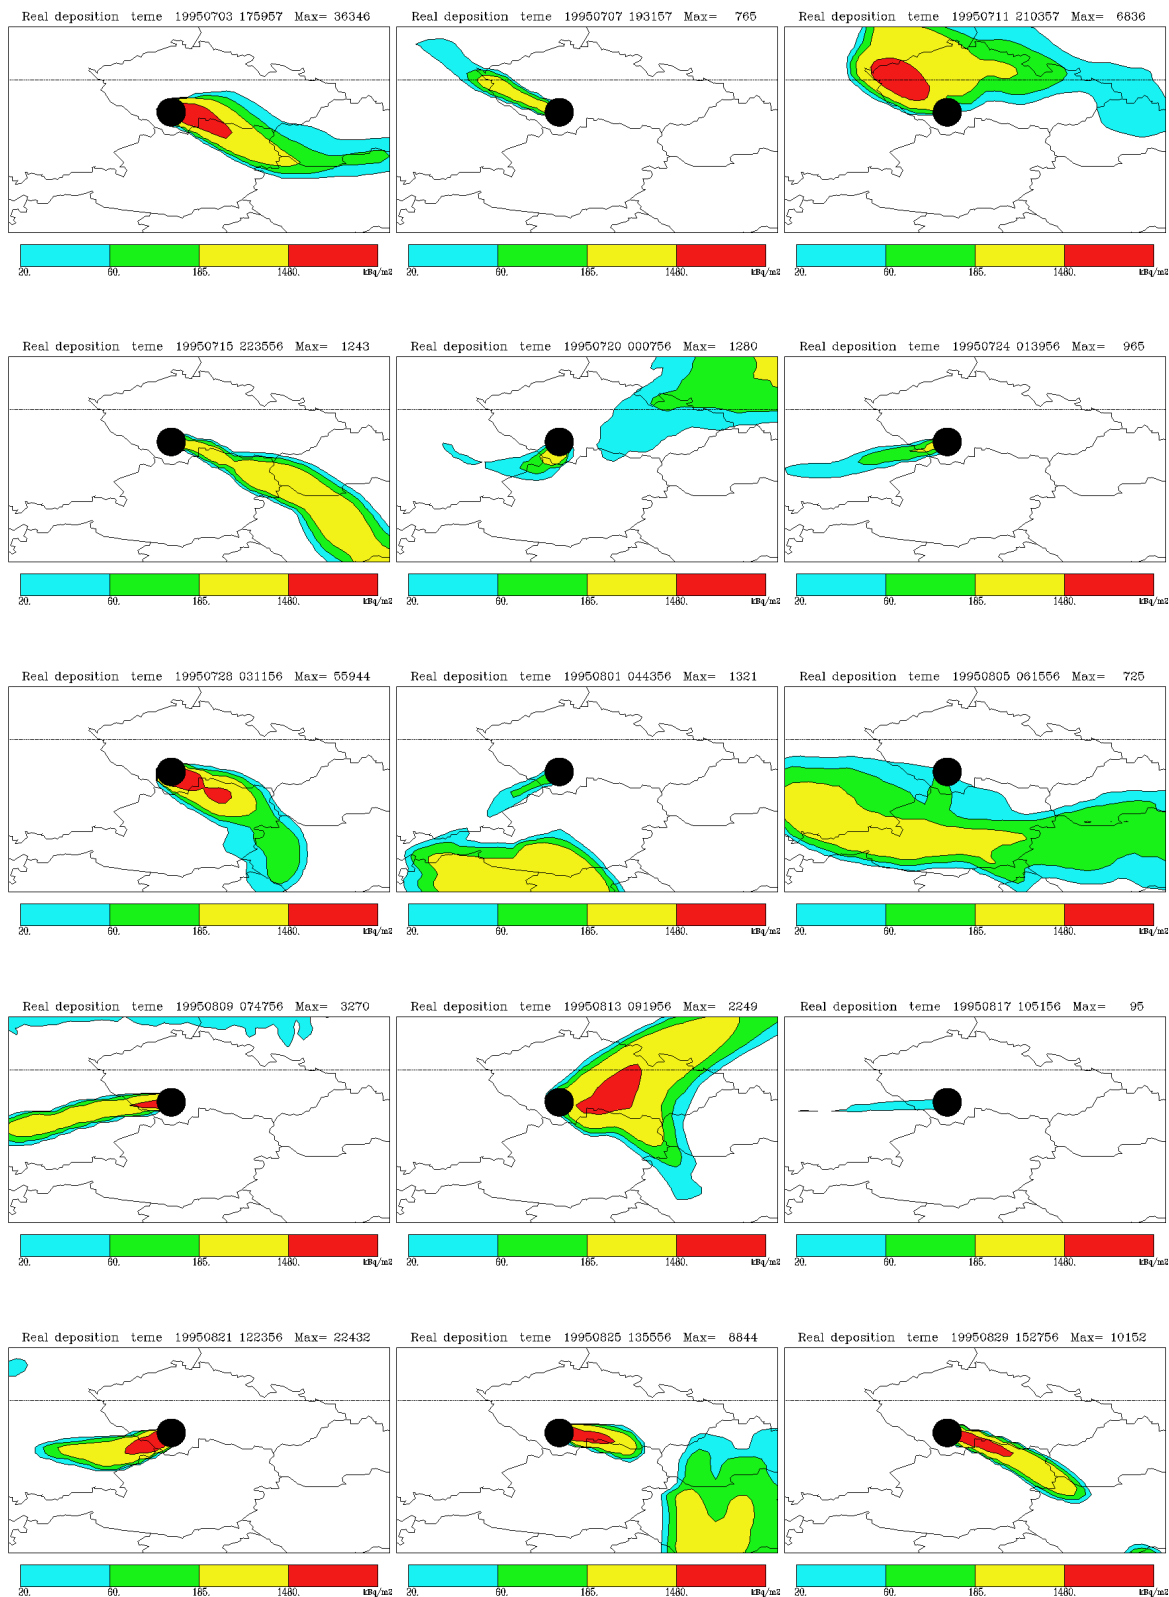 Real deposition teme 19950703 175957 Max= 36346
Real deposition teme 19950707 193157 Max= 765
Real deposition teme 19950711 210357 Max= 6836
20. 60. 185. 1480. kBq/m2
20. 60. 185. 1480. kBq/m2
20. 60. 185. 1480. kBq/m2
Real deposition teme 19950715 223556 Max= 1243
Real deposition teme 19950720 000756 Max= 1280
Real deposition teme 19950724 013956 Max= 965
20. 60. 185. 1480. kBq/m2
20. 60. 185. 1480. kBq/m2
20. 60. 185. 1480. kBq/m2
Real deposition teme 19950728 031156 Max= 55944
Real deposition teme 19950801 044356 Max= 1321
Real deposition teme 19950805 061556 Max= 725
20. 60. 185. 1480. kBq/m2
20. 60. 185. 1480. kBq/m2
20. 60. 185. 1480. kBq/m2
Real deposition teme 19950809 074756 Max= 3270
Real deposition teme 19950813 091956 Max= 2249
Real deposition teme 19950817 105156 Max= 95
20. 60. 185. 1480. kBq/m2
20. 60. 185. 1480. kBq/m2
20. 60. 185. 1480. kBq/m2
Real deposition teme 19950821 122356 Max= 22432
Real deposition teme 19950825 135556 Max= 8844
Real deposition teme 19950829 152756 Max= 10152
20. 60. 185. 1480. kBq/m2
20. 60. 185. 1480. kBq/m2
20. 60. 185. 1480. kBq/m2